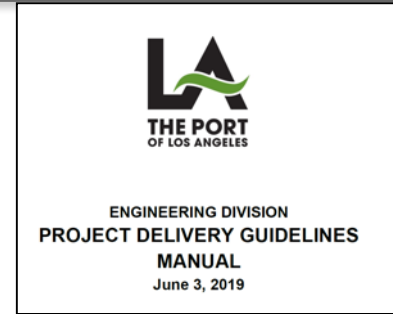 LA
THE PORT
OF LOS ANGELES
ENGINEERING DIVISION
PROJECT DELIVERY GUIDELINES
MANUAL
June 3, 2019